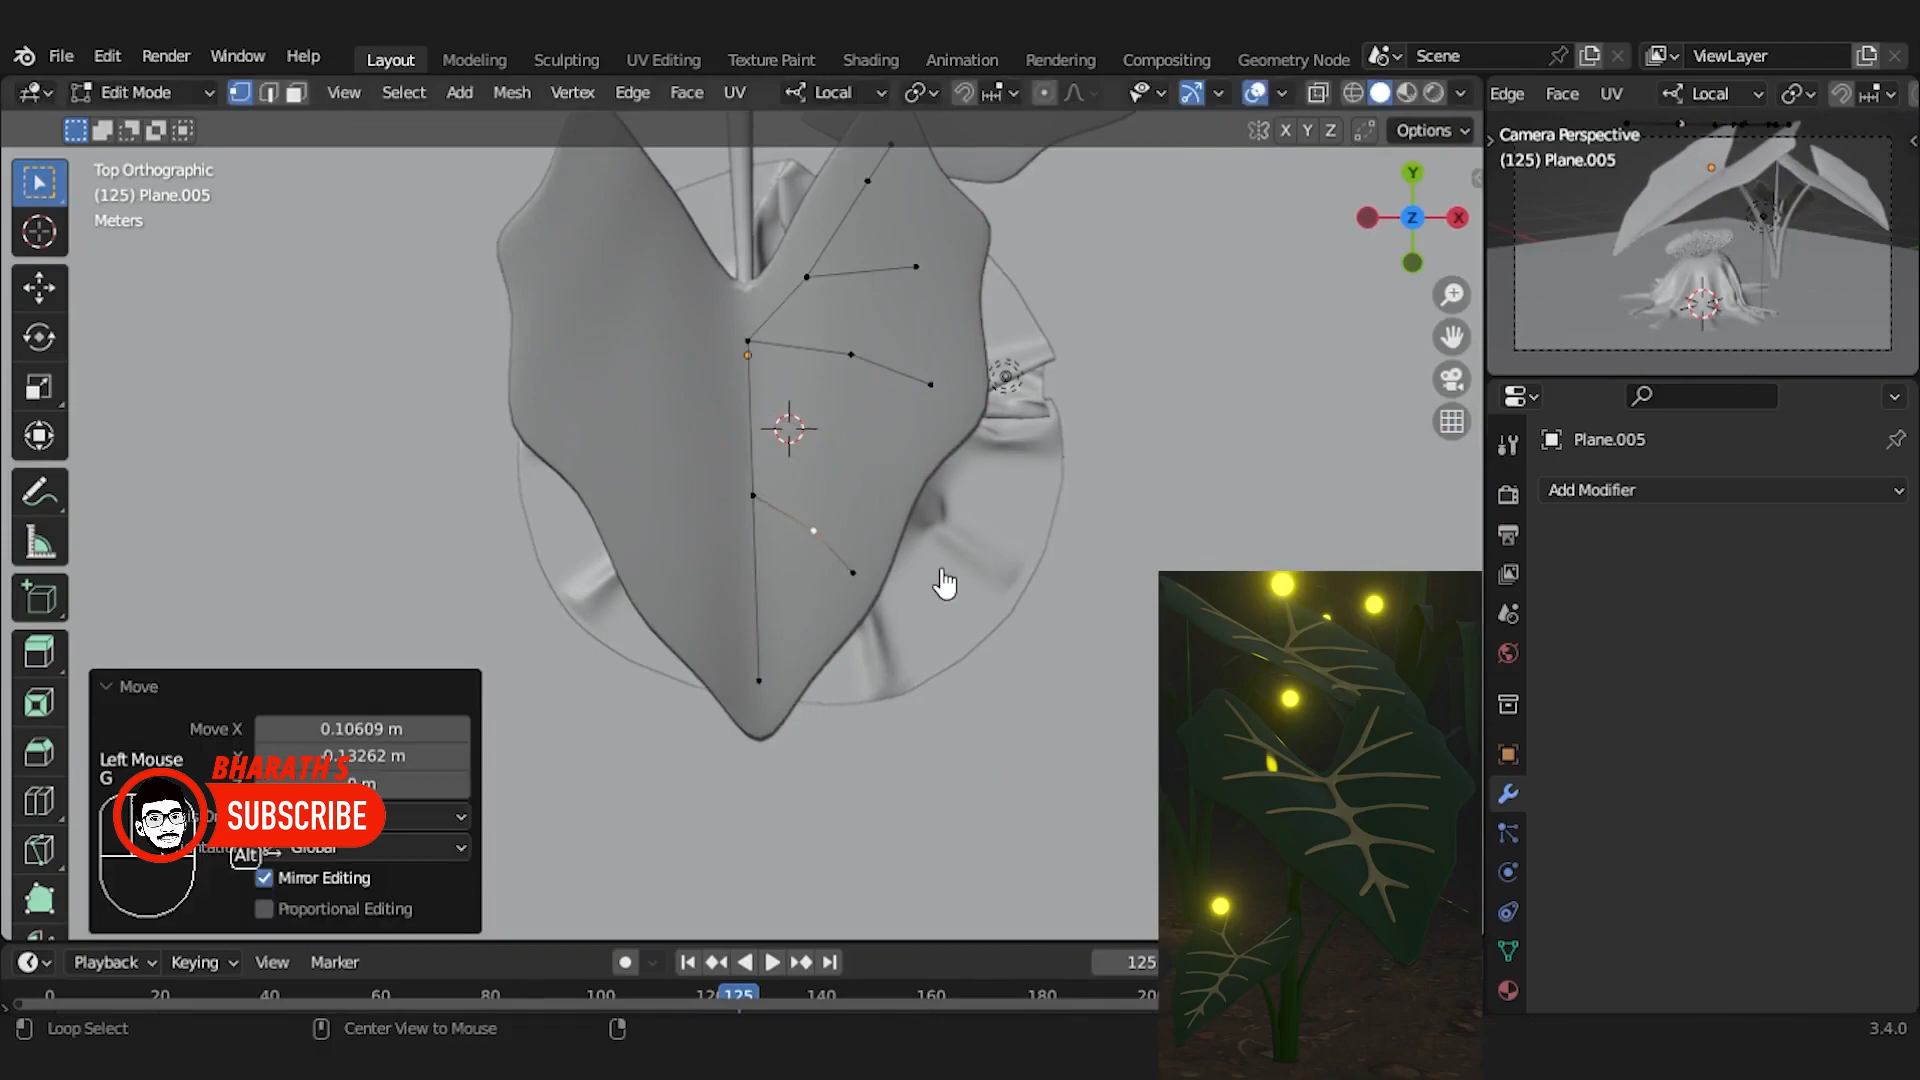 File Edit Render Window Help Layout Modeling Sculpting UV Editing Texture Paint Shading Animation Rendering Compositing Geometry Node Scene ViewLayer
Edit Mode View Select Add Mesh Vertex Edge Face UV Local
Edge Face UV Local
X Y Z Options
Top Orthographic
(125) Plane.005
Meters
Y
Z X
Camera Perspective
(125) Plane.005
Plane.005
Add Modifier
Move
Move X 0.10609 m
-0.13262 m
0 m
Left Mouse
G
BHARATH'S
SUBSCRIBE
Alt
Global
Mirror Editing
Proportional Editing
Playback Keying View Marker 125
0 20 40 60 80 100 125 140 160 180
Loop Select Center View to Mouse 3.4.0